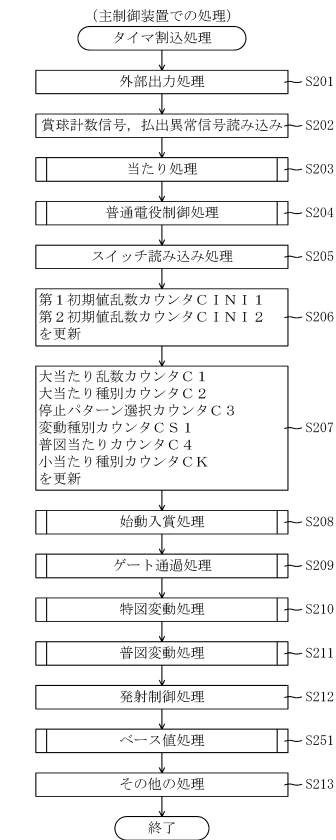 （主制御装置での処理）
タイマ割込処理
外部出力処理 S201
賞球計数信号，払出異常信号読み込み S202
当たり処理 S203
普通電役制御処理 S204
スイッチ読み込み処理 S205
第１初期値乱数カウンタＣＩＮＩ１
第２初期値乱数カウンタＣＩＮＩ２
を更新
S206
大当たり乱数カウンタＣ１
大当たり種別カウンタＣ２
停止パターン選択カウンタＣ３
変動種別カウンタＣＳ１
普図当たりカウンタＣ４
小当たり種別カウンタＣＫ
を更新
S207
始動入賞処理 S208
ゲート通過処理 S209
特図変動処理 S210
普図変動処理 S211
発射制御処理 S212
ベース値処理 S251
その他の処理 S213
終了